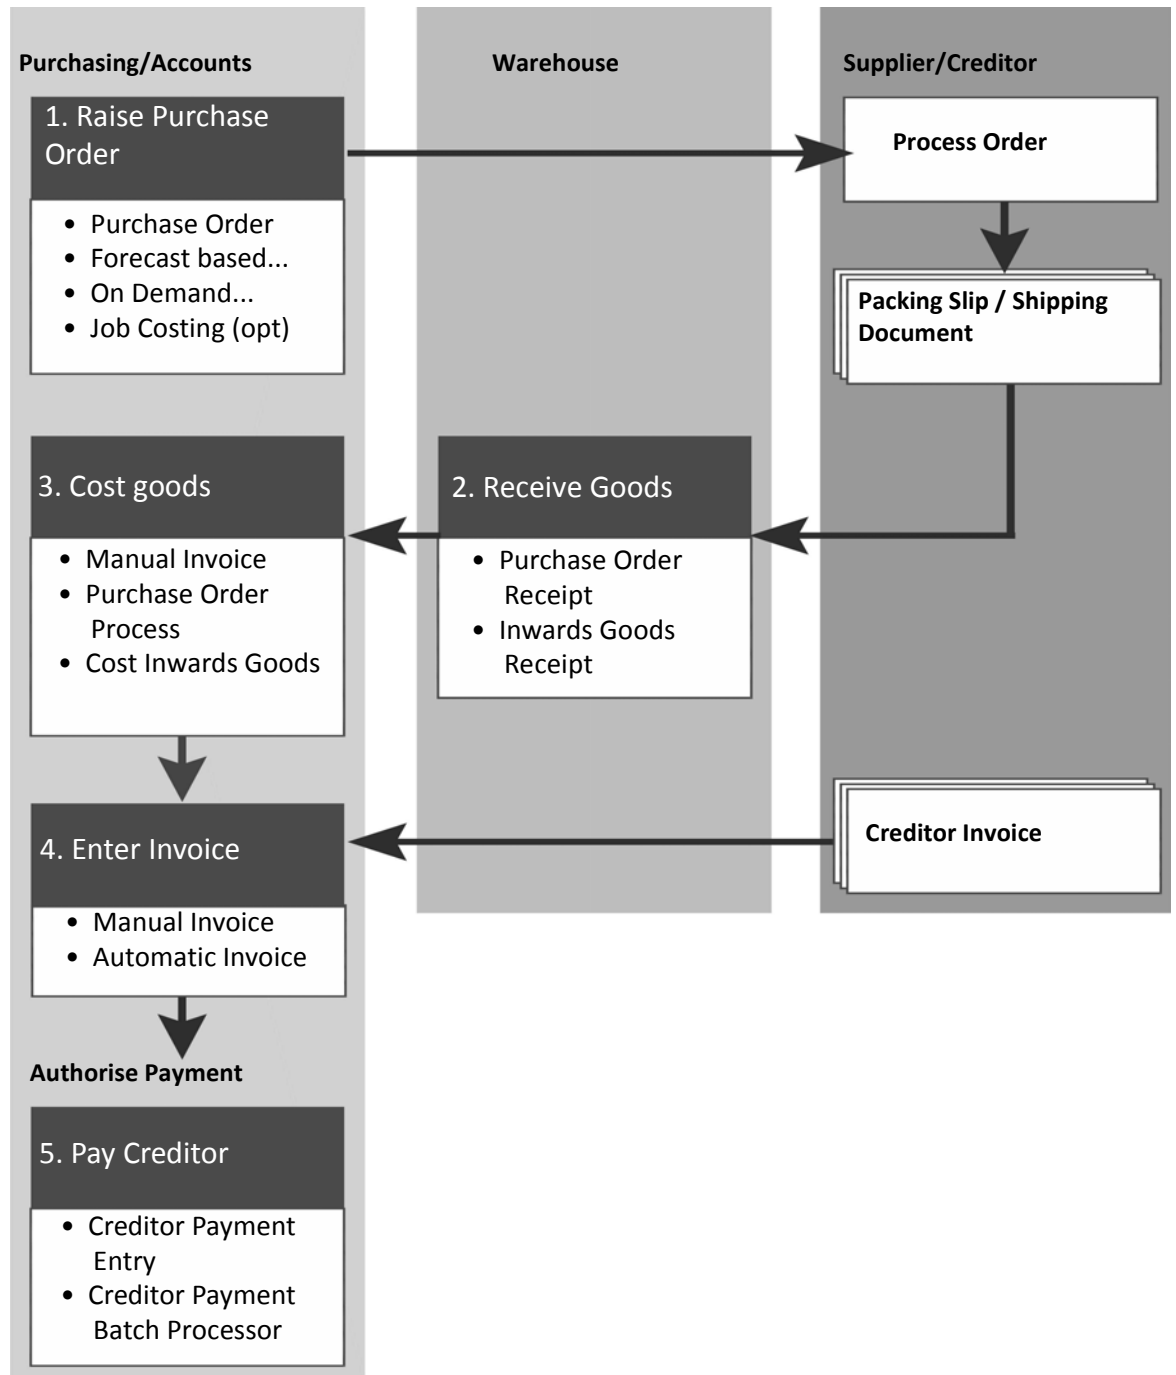 Purchasing/Accounts
Warehouse
Supplier/Creditor
1. Raise Purchase
Order
• Purchase Order
• Forecast based...
• On Demand...
• Job Costing (opt)
Process Order
Packing Slip / Shipping
Document
3. Cost goods
• Manual Invoice
• Purchase Order
Process
• Cost Inwards Goods
2. Receive Goods
• Purchase Order
Receipt
• Inwards Goods
Receipt
4. Enter Invoice
• Manual Invoice
• Automatic Invoice
Creditor Invoice
Authorise Payment
5. Pay Creditor
• Creditor Payment
Entry
• Creditor Payment
Batch Processor